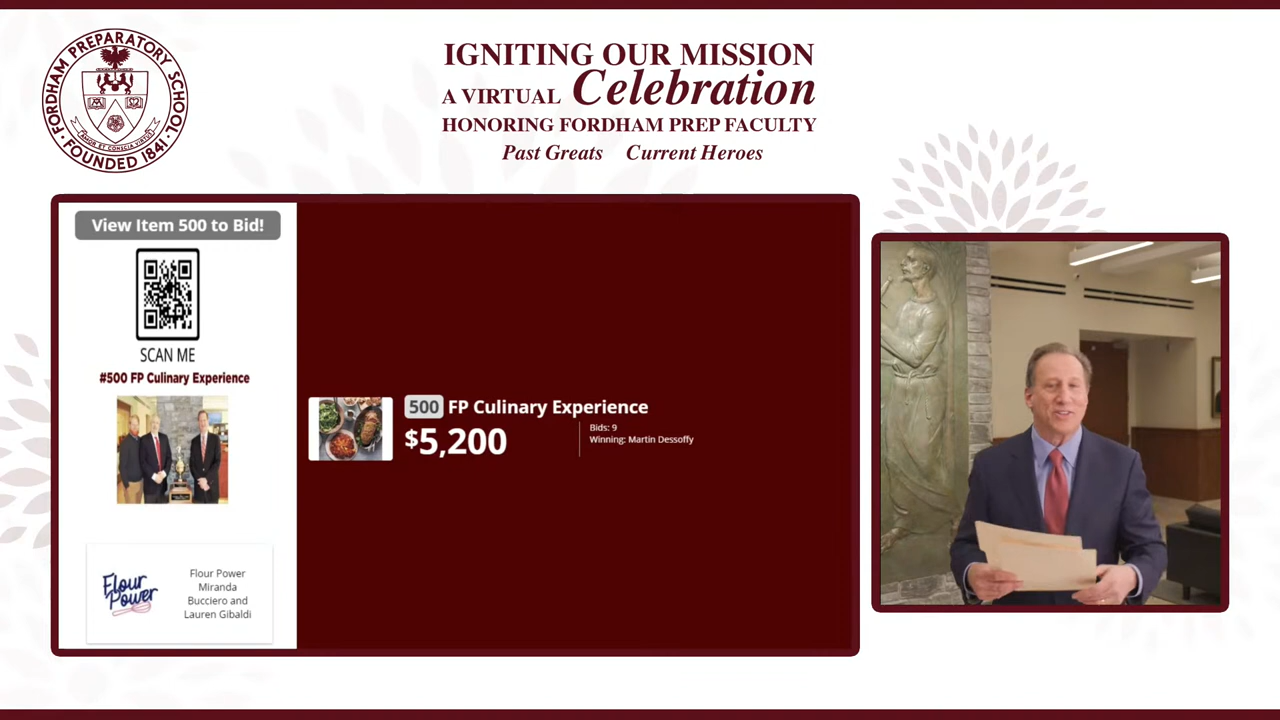 FORDHAM PREPARATORY SCHOOL
FOUNDED 1841
IGNITING OUR MISSION
A VIRTUAL Celebration
HONORING FORDHAM PREP FACULTY
Past Greats Current Heroes
View Item 500 to Bid!
SCAN ME
#500 FP Culinary Experience
500 FP Culinary Experience
$5,200
Bids: 9
Winning: Martin Dessoffy
Flour
Power
Flour Power
Miranda
Bucciero and
Lauren Gibaldi